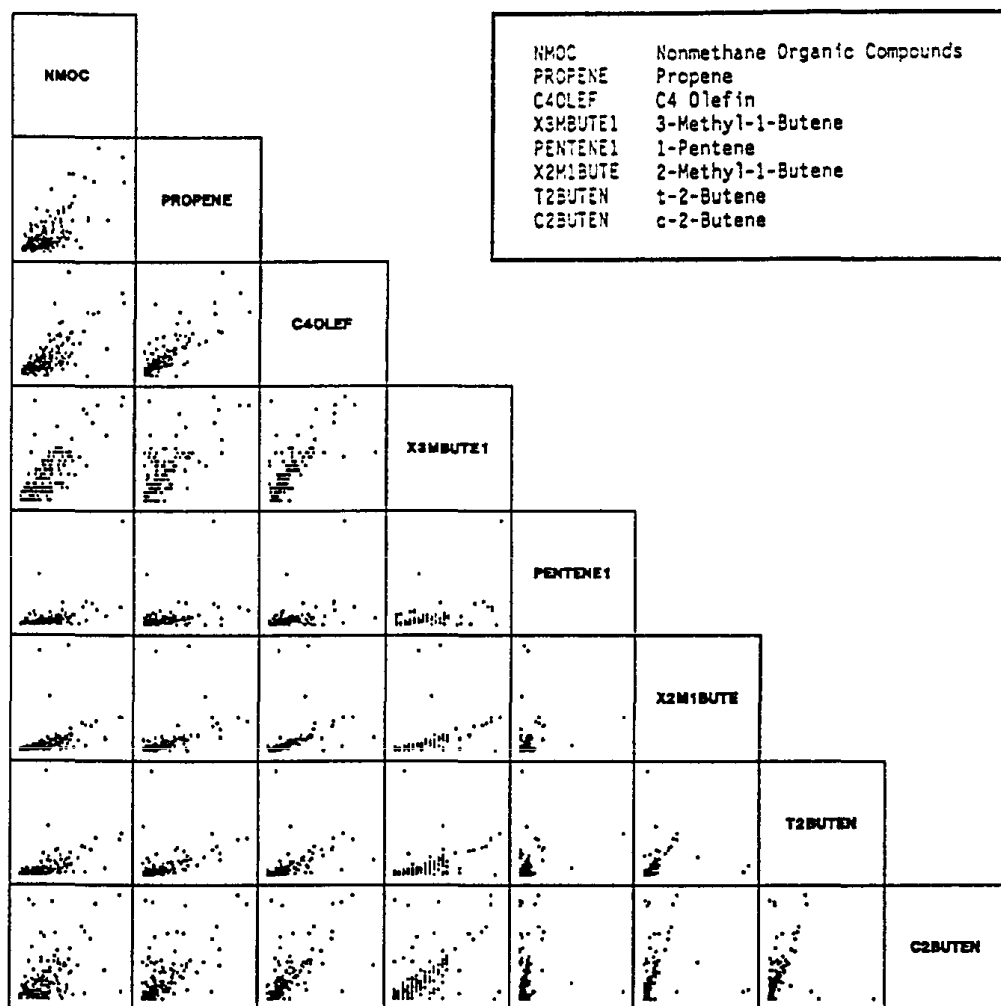 NMOC
NMOC Nonmethane Organic Compounds
PROPENE Propene
C4OLEF C4 Olefin
X3MBUTE1 3-Methyl-1-Butene
PENTENE1 1-Pentene
X2M1BUTE 2-Methyl-1-Butene
T2BUTEN t-2-Butene
C2BUTEN c-2-Butene
PROPENE
C4OLEF
X3MBUTE1
PENTENE1
X2M1BUTE
T2BUTEN
C2BUTEN